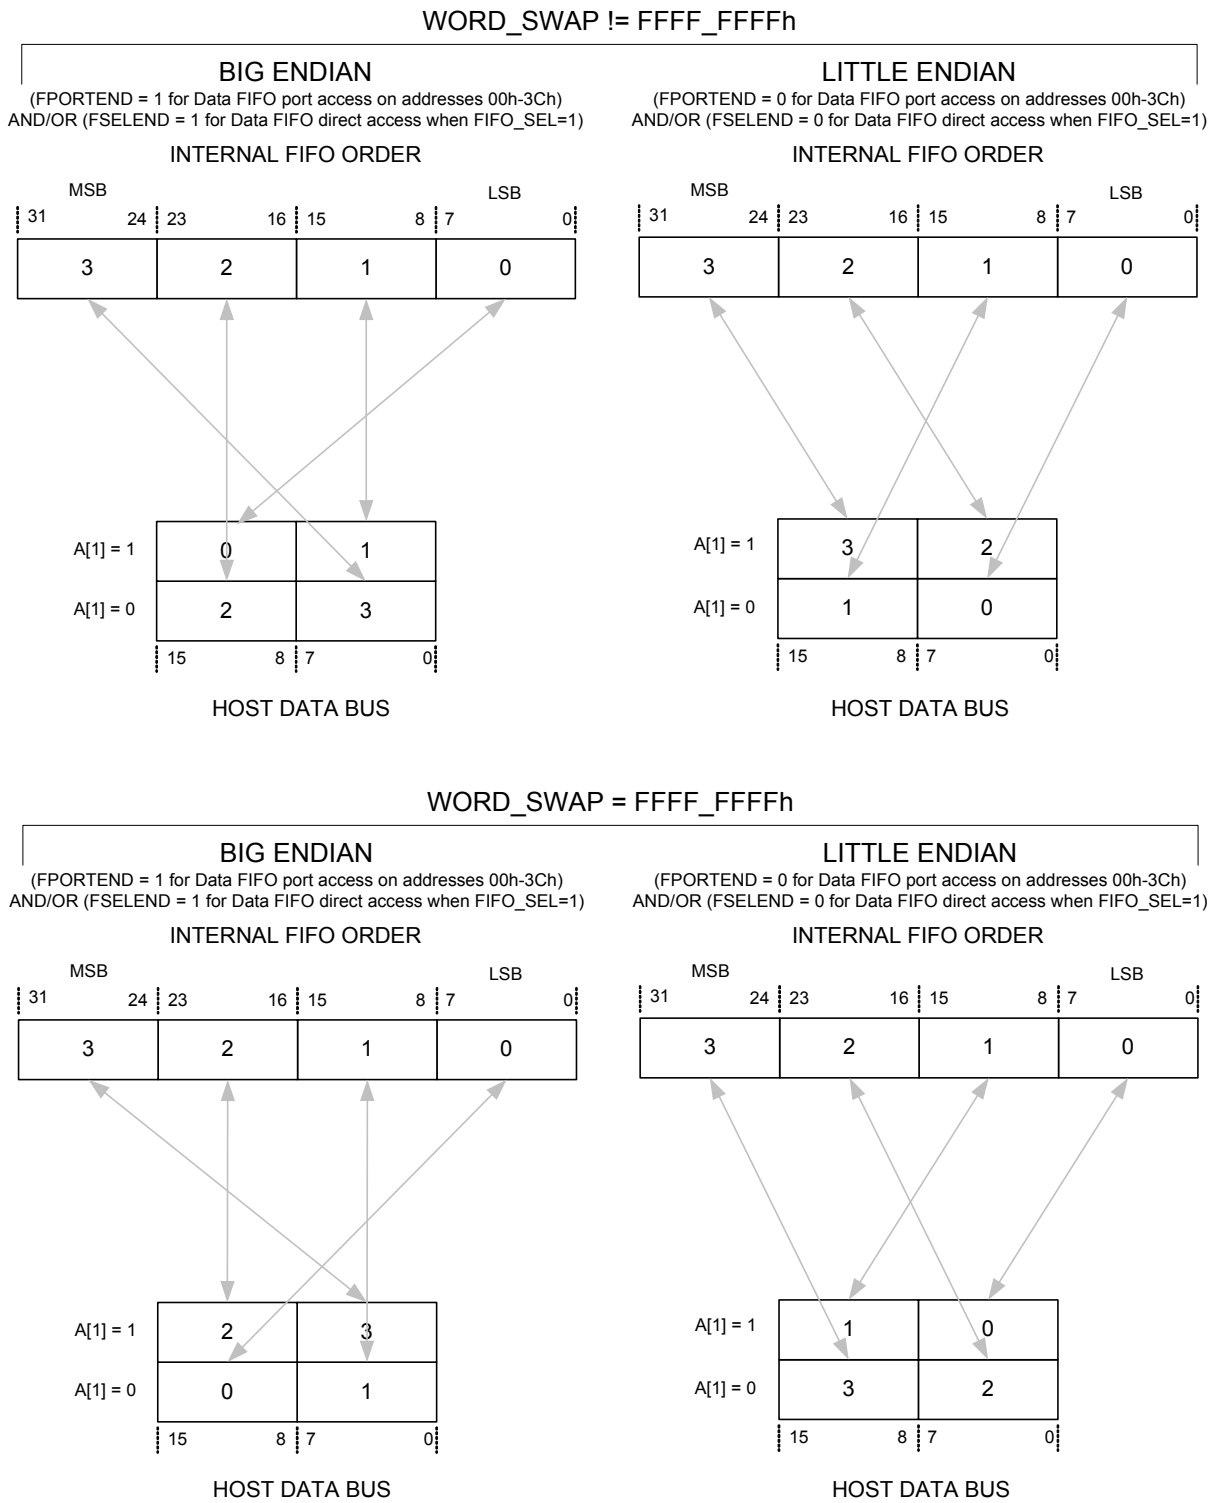 WORD_SWAP != FFFF_FFFFh
BIG ENDIAN
(FPORTEND = 1 for Data FIFO port access on addresses 00h-3Ch)
AND/OR (FSELEND = 1 for Data FIFO direct access when FIFO_SEL=1)
INTERNAL FIFO ORDER
MSB LSB
31 24 23 16 15 8 7 0
3 2 1 0
A[1] = 1 0 1
A[1] = 0 2 3
15 8 7 0
HOST DATA BUS
LITTLE ENDIAN
(FPORTEND = 0 for Data FIFO port access on addresses 00h-3Ch)
AND/OR (FSELEND = 0 for Data FIFO direct access when FIFO_SEL=1)
INTERNAL FIFO ORDER
MSB LSB
31 24 23 16 15 8 7 0
3 2 1 0
A[1] = 1 3 2
A[1] = 0 1 0
15 8 7 0
HOST DATA BUS
WORD_SWAP = FFFF_FFFFh
BIG ENDIAN
(FPORTEND = 1 for Data FIFO port access on addresses 00h-3Ch)
AND/OR (FSELEND = 1 for Data FIFO direct access when FIFO_SEL=1)
INTERNAL FIFO ORDER
MSB LSB
31 24 23 16 15 8 7 0
3 2 1 0
A[1] = 1 2 3
A[1] = 0 0 1
15 8 7 0
HOST DATA BUS
LITTLE ENDIAN
(FPORTEND = 0 for Data FIFO port access on addresses 00h-3Ch)
AND/OR (FSELEND = 0 for Data FIFO direct access when FIFO_SEL=1)
INTERNAL FIFO ORDER
MSB LSB
31 24 23 16 15 8 7 0
3 2 1 0
A[1] = 1 1 0
A[1] = 0 3 2
15 8 7 0
HOST DATA BUS